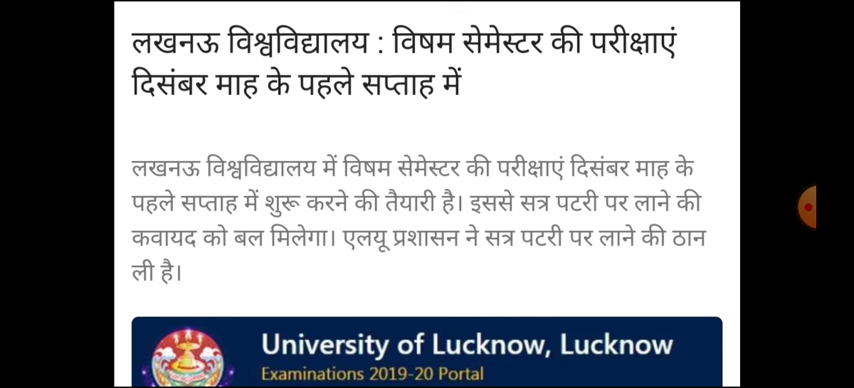 लखनऊ विश्वविद्यालय : विषम सेमेस्टर की परीक्षाएं
दिसंबर माह के पहले सप्ताह में
लखनऊ विश्वविद्यालय में विषम सेमेस्टर की परीक्षाएं दिसंबर माह के
पहले सप्ताह में शुरू करने की तैयारी है। इससे सत्र पटरी पर लाने की
कवायद को बल मिलेगा। एलयू प्रशासन ने सत्र पटरी पर लाने की ठान
ली है।
University of Lucknow, Lucknow
Examinations 2019-20 Portal